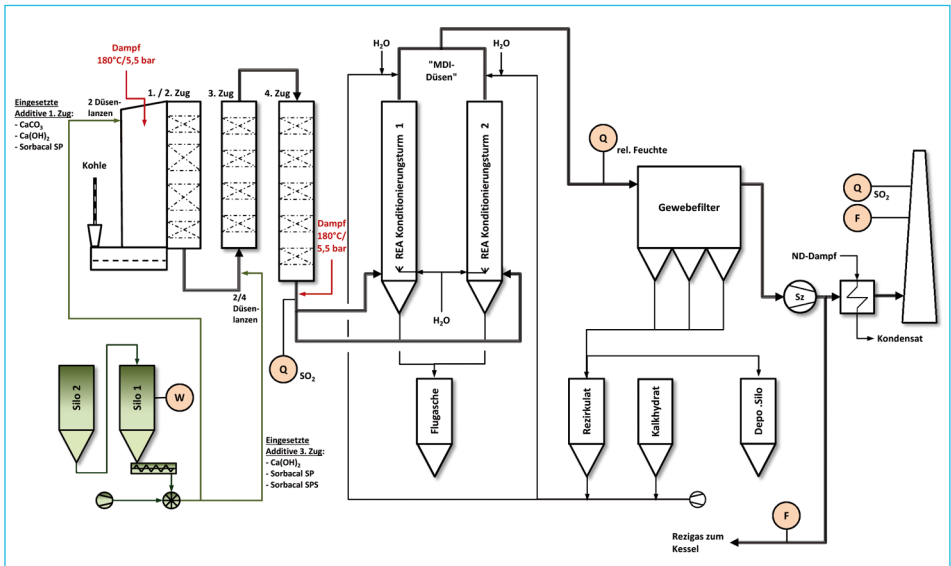 Dampf
180°C/5,5 bar
2 Düsen-
lanzen
1. / 2. Zug
3. Zug
4. Zug
Eingesetzte
Additive 1. Zug:
- CaCO₃
- Ca(OH)₂
- Sorbacal SP
Kohle
H₂O
"MDI-
Düsen"
H₂O
REA Konditionierungsturm 1
REA Konditionierungsturm 2
Q
rel. Feuchte
Gewebefilter
Q
SO₂
F
ND-Dampf
Sz
Kondensat
Dampf
180°C/
5,5 bar
2/4
Düsen-
lanzen
H₂O
Q
SO₂
Silo 2
Silo 1
W
Flugasche
Rezirkulat
Kalkhydrat
Depo .Silo
Eingesetzte
Additive 3. Zug:
- Ca(OH)₂
- Sorbacal SP
- Sorbacal SPS
F
Rezigas zum
Kessel